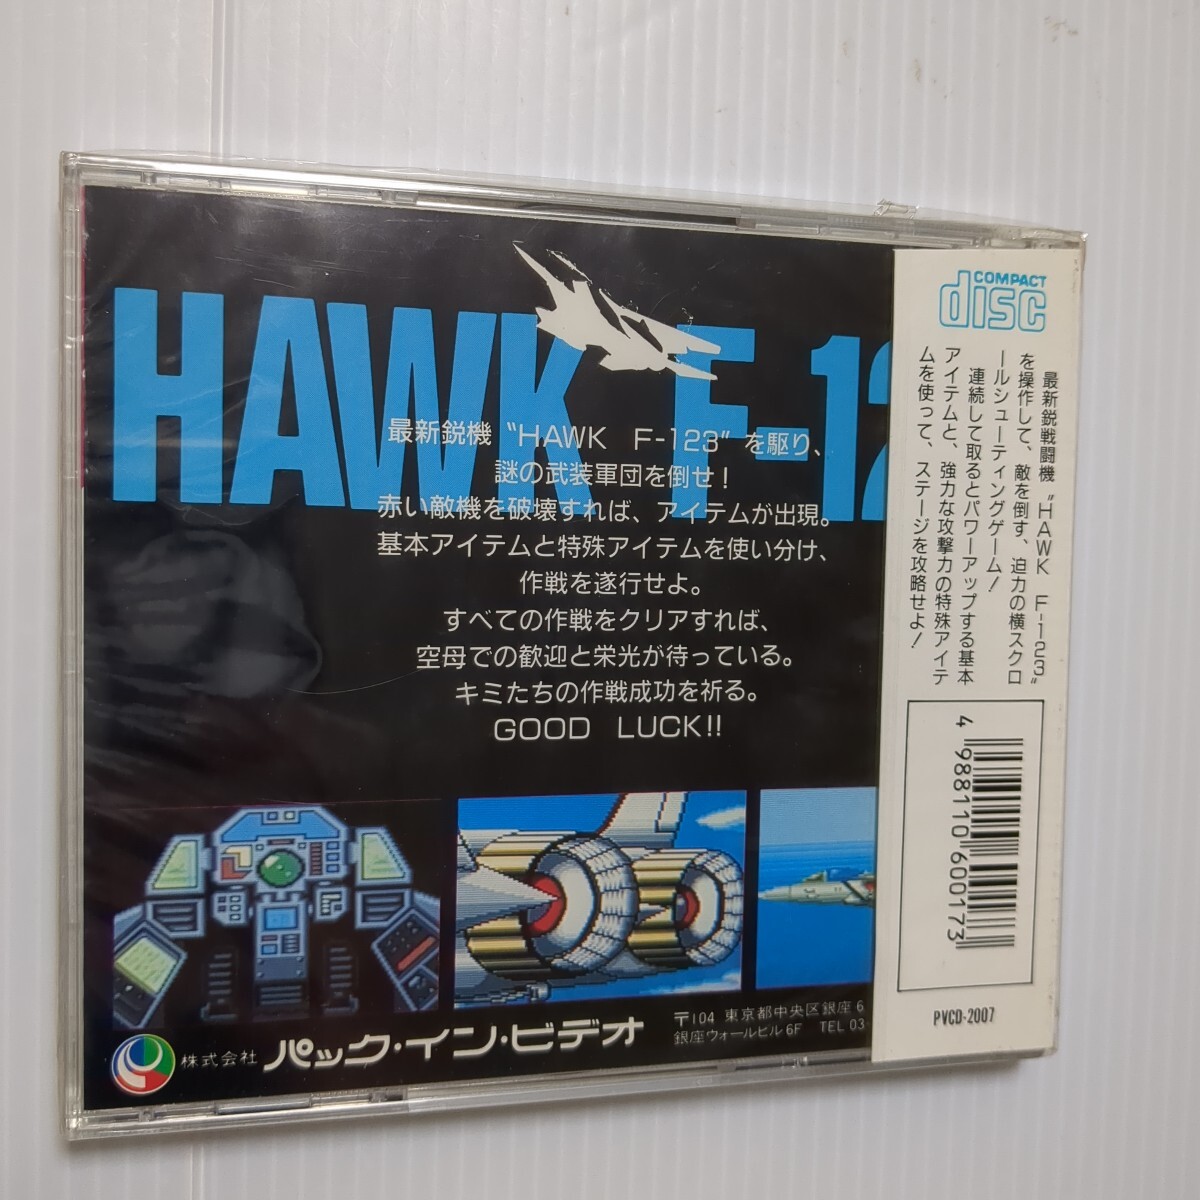 HAWK F-12
最新鋭機 "HAWK F-123" を駆り、
謎の武装軍団を倒せ！
赤い敵機を破壊すれば、アイテムが出現。
基本アイテムと特殊アイテムを使い分け、
作戦を遂行せよ。
すべての作戦をクリアすれば、
空母での歓迎と栄光が待っている。
キミたちの作戦成功を祈る。
GOOD LUCK!!
株式会社 パック・イン・ビデオ
〒104 東京都中央区銀座6
銀座ウォールビル6F TEL 03
COMPACT
disc
最新鋭戦闘機 "HAWK F-123"
を操作して、敵を倒す、迫力の横スクロ
ールシューティングゲーム！
連続して取るとパワーアップする基本
アイテムと、強力な攻撃力の特殊アイテ
ムを使って、ステージを攻略せよ！
4 988110 600173
PVCD-2007